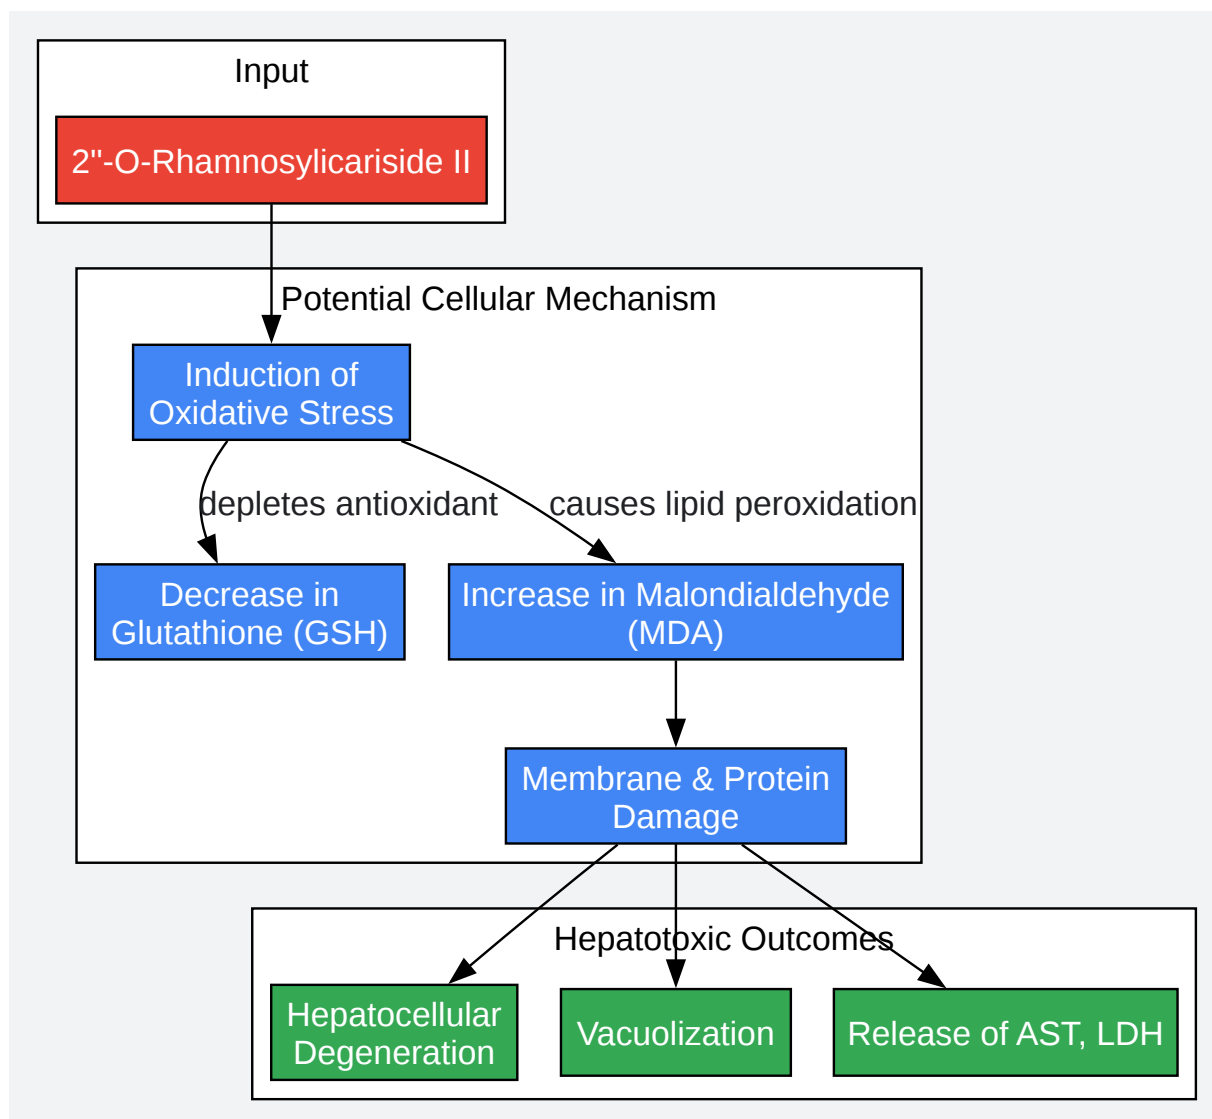 Input
2"-O-Rhamnosylicariside II
Potential Cellular Mechanism
Induction of
Oxidative Stress
depletes antioxidant
causes lipid peroxidation
Decrease in
Glutathione (GSH)
Increase in Malondialdehyde
(MDA)
Membrane & Protein
Damage
Hepatotoxic Outcomes
Hepatocellular
Degeneration
Vacuolization
Release of AST, LDH